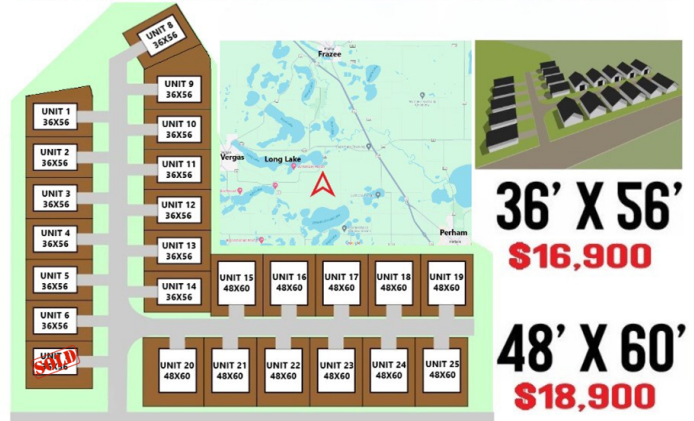 UNIT 8
36X56
UNIT 9
36X56
UNIT 10
36X56
UNIT 11
36X56
UNIT 12
36X56
UNIT 13
36X56
UNIT 14
36X56
UNIT 1
36X56
UNIT 2
36X56
UNIT 3
36X56
UNIT 4
36X56
UNIT 5
36X56
UNIT 6
36X56
SOLD
UNIT 15
48X60
UNIT 16
48X60
UNIT 17
48X60
UNIT 18
48X60
UNIT 19
48X60
UNIT 20
48X60
UNIT 21
48X60
UNIT 22
48X60
UNIT 23
48X60
UNIT 24
48X60
UNIT 25
48X60
Frazee
Vergas
Long Lake
Perham
36' X 56'
$16,900
48' X 60'
$18,900